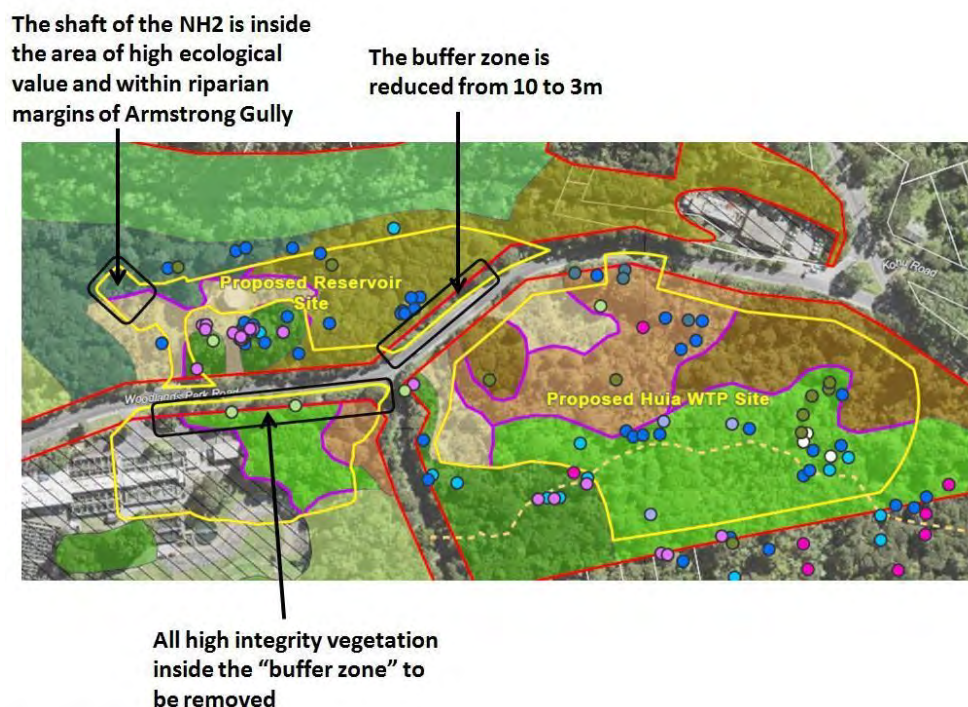 The shaft of the NH2 is inside
the area of high ecological
value and within riparian
margins of Armstrong Gully
The buffer zone is
reduced from 10 to 3m
Kohu Road
Proposed Reservoir
Site
Woodlands Park Road
Proposed Huia WTP Site
All high integrity vegetation
inside the “buffer zone” to
be removed